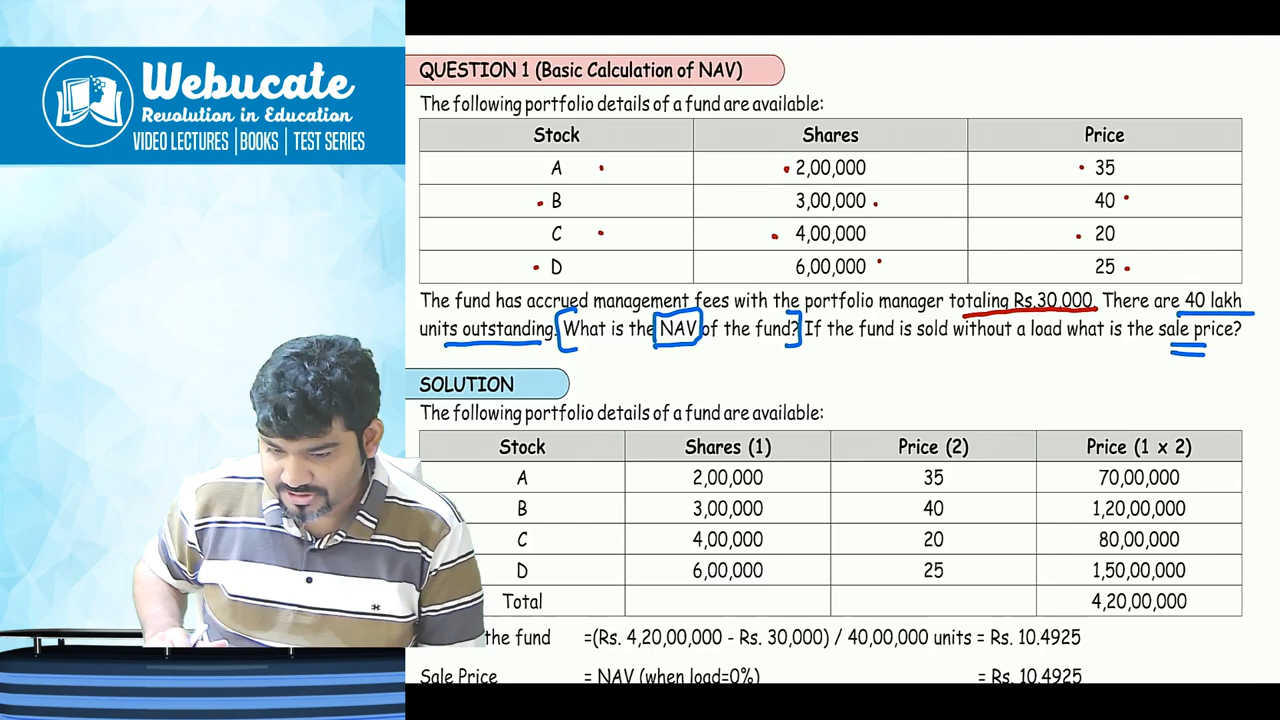 Webucate
Revolution in Education
VIDEO LECTURES | BOOKS | TEST SERIES
QUESTION 1 (Basic Calculation of NAV)
The following portfolio details of a fund are available:
Stock Shares Price
A 2,00,000 35
B 3,00,000 40
C 4,00,000 20
D 6,00,000 25
The fund has accrued management fees with the portfolio manager totaling Rs.30,000. There are 40 lakh
units outstanding. What is the NAV of the fund? If the fund is sold without a load what is the sale price?
SOLUTION
The following portfolio details of a fund are available:
Stock Shares (1) Price (2) Price (1 x 2)
A 2,00,000 35 70,00,000
B 3,00,000 40 1,20,00,000
C 4,00,000 20 80,00,000
D 6,00,000 25 1,50,00,000
Total 4,20,00,000
the fund =(Rs. 4,20,00,000 - Rs. 30,000) / 40,00,000 units = Rs. 10.4925
Sale Price = NAV (when load=0%) = Rs. 10.4925